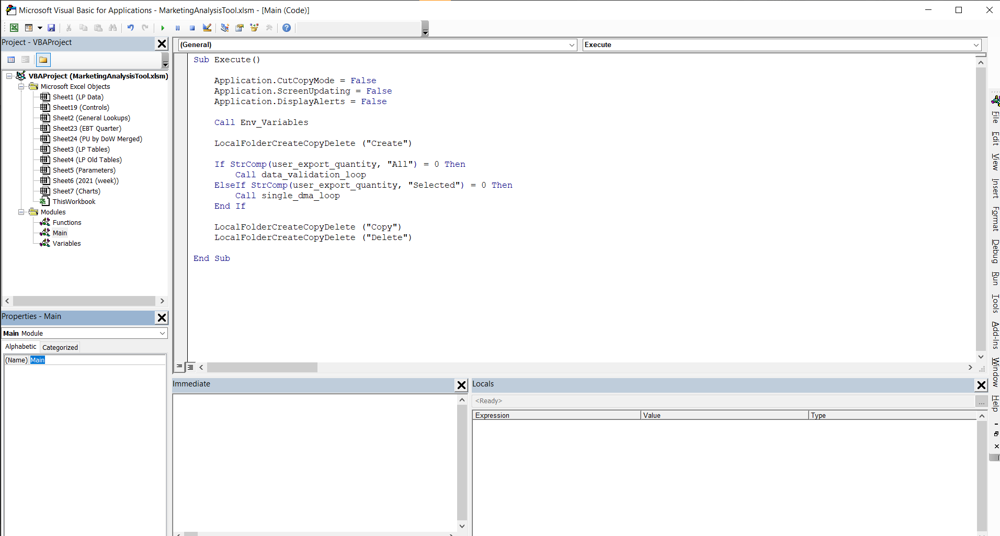 Microsoft Visual Basic for Applications - MarketingAnalysisTool.xlsm - [Main (Code)]
Project - VBAProject
VBAProject (MarketingAnalysisTool.xlsm)
Microsoft Excel Objects
Sheet1 (LP Data)
Sheet19 (Controls)
Sheet2 (General Lookups)
Sheet23 (EBT Quarter)
Sheet24 (PU by DoW Merged)
Sheet3 (LP Tables)
Sheet4 (LP Old Tables)
Sheet5 (Parameters)
Sheet6 (2021 (week))
Sheet7 (Charts)
ThisWorkbook
Modules
Functions
Main
Variables
Properties - Main
Main Module
Alphabetic Categorized
(Name) Main
(General) Execute
Sub Execute()
Application.CutCopyMode = False
Application.ScreenUpdating = False
Application.DisplayAlerts = False
Call Env_Variables
LocalFolderCreateCopyDelete ("Create")
If StrComp(user_export_quantity, "All") = 0 Then
Call data_validation_loop
ElseIf StrComp(user_export_quantity, "Selected") = 0 Then
Call single_dma_loop
End If
LocalFolderCreateCopyDelete ("Copy")
LocalFolderCreateCopyDelete ("Delete")
End Sub
Immediate
Locals
<Ready>
...
Expression Value Type
File
Edit
View
Insert
Format
Debug
Run
Tools
Add-Ins
Window
Help